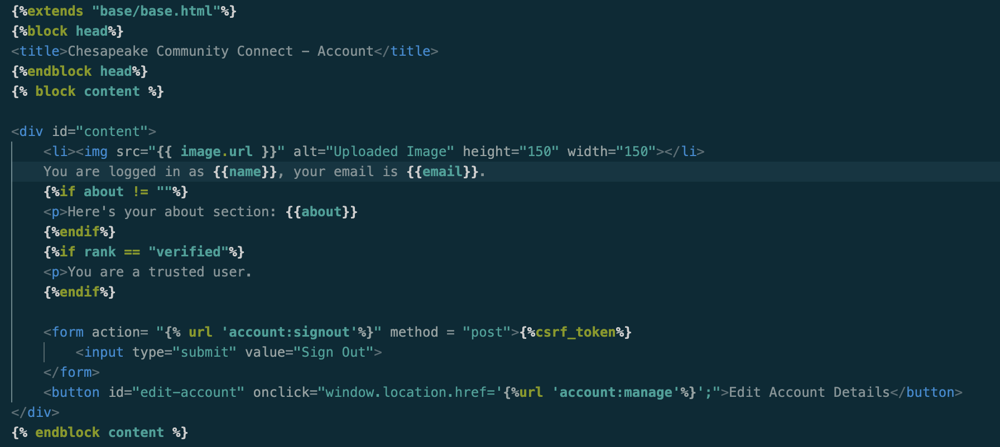 {%extends "base/base.html"%}
{%block head%}
<title>Chesapeake Community Connect - Account</title>
{%endblock head%}
{% block content %}
<div id="content">
<li><img src="{{ image.url }}" alt="Uploaded Image" height="150" width="150"></li>
You are logged in as {{name}}, your email is {{email}}.
{%if about != ""%}
<p>Here's your about section: {{about}}
{%endif%}
{%if rank == "verified"%}
<p>You are a trusted user.
{%endif%}
<form action= "{% url 'account:signout'%}" method = "post">{%csrf_token%}
<input type="submit" value="Sign Out">
</form>
<button id="edit-account" onclick="window.location.href='{%url 'account:manage'%}';">Edit Account Details</button>
</div>
{% endblock content %}